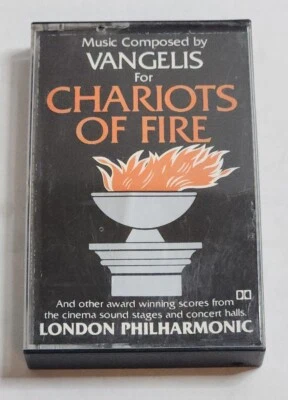 Music Composed by
VANGELIS
For
CHARIOTS
OF FIRE
And other award winning scores from
the cinema sound stages and concert halls.
LONDON PHILHARMONIC